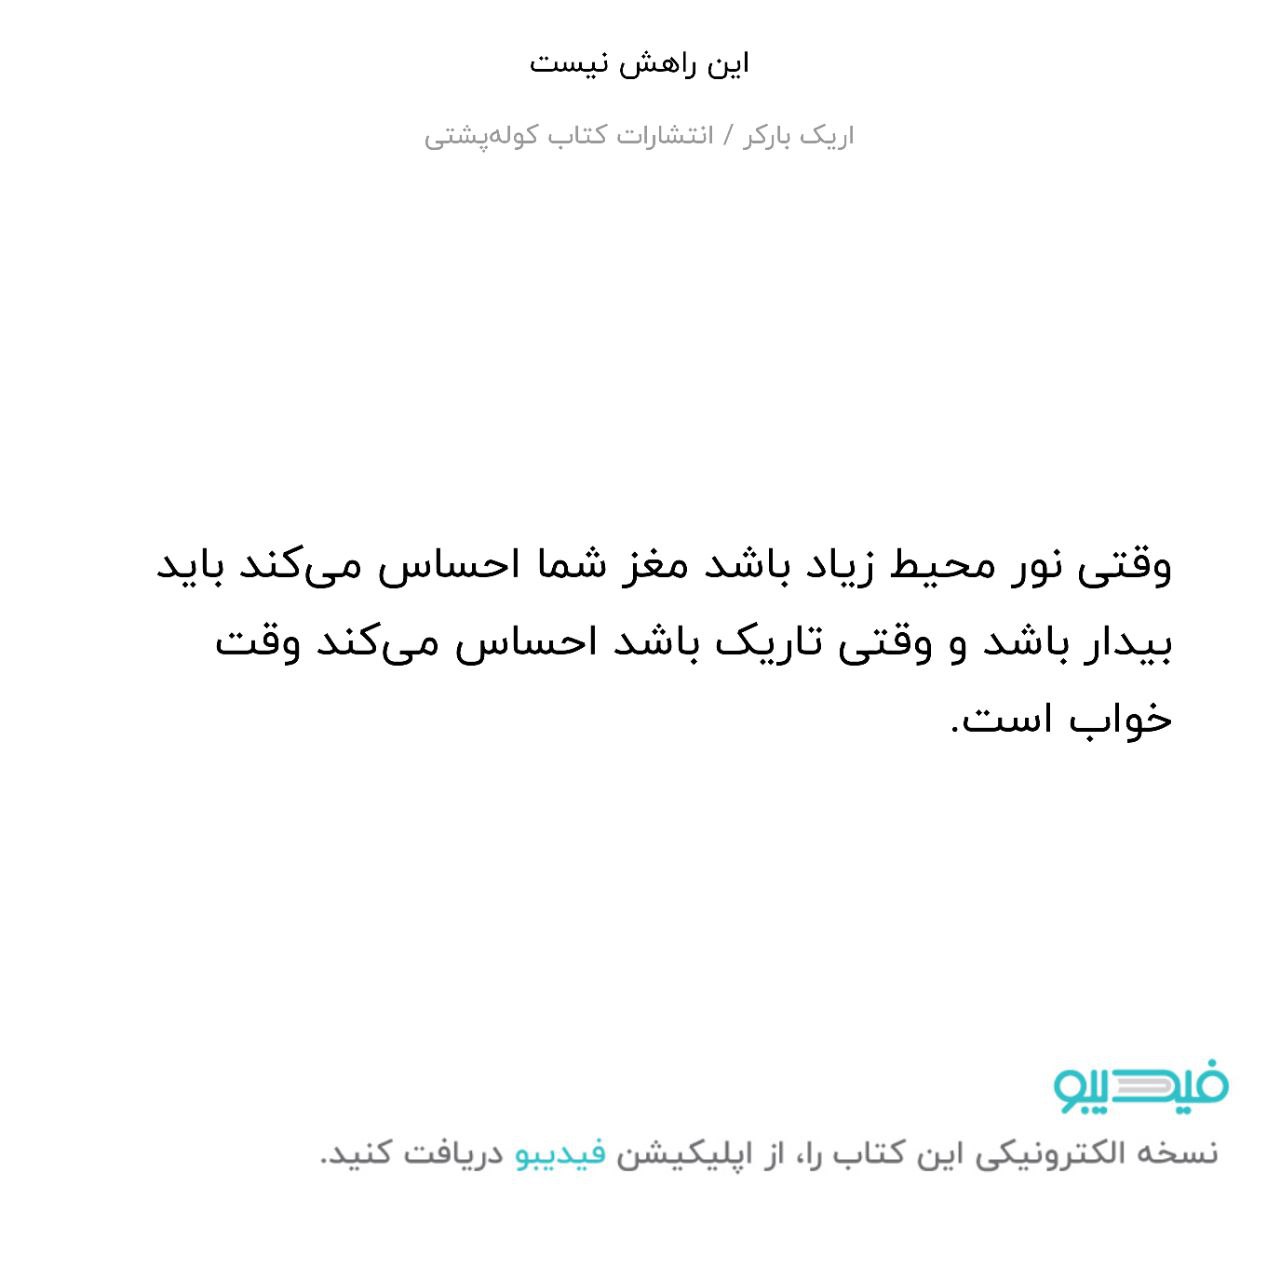 این راهش نیست
اریک بارکر / انتشارات کتاب کوله‌پشتی
وقتی نور محیط زیاد باشد مغز شما احساس می‌کند باید
بیدار باشد و وقتی تاریک باشد احساس می‌کند وقت
خواب است.
فیدیبو
نسخه الکترونیکی این کتاب را، از اپلیکیشن فیدیبو دریافت کنید.